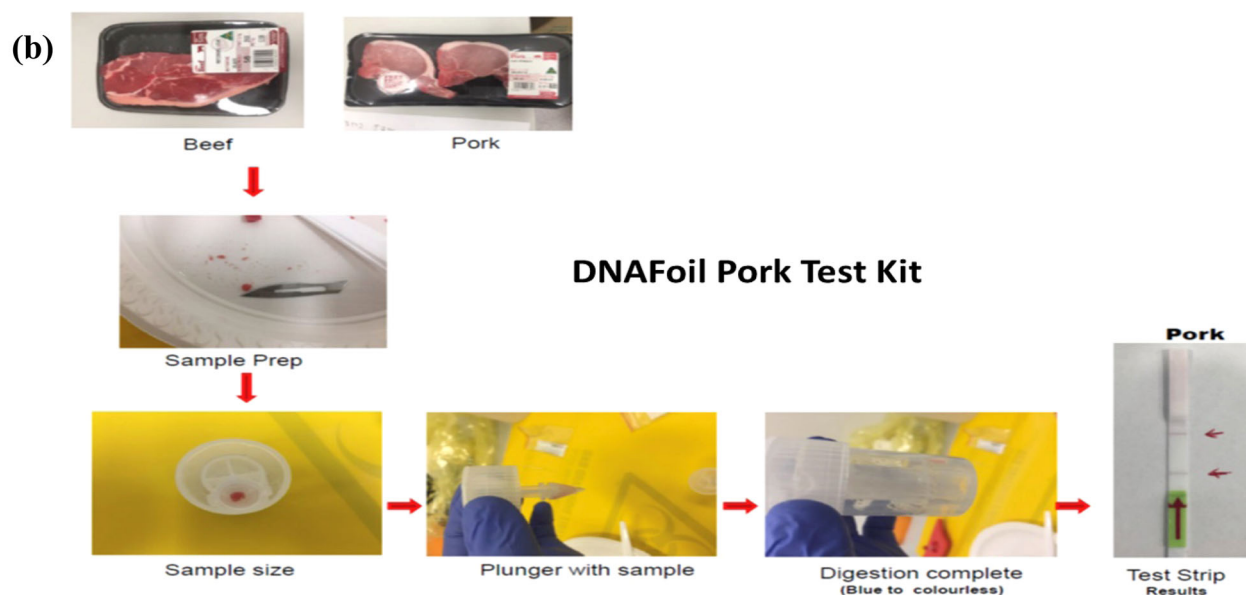 (b)
Beef
Pork
Sample Prep
DNAFoil Pork Test Kit
Pork
Sample size
Plunger with sample
Digestion complete
(Blue to colourless)
Test Strip
Results